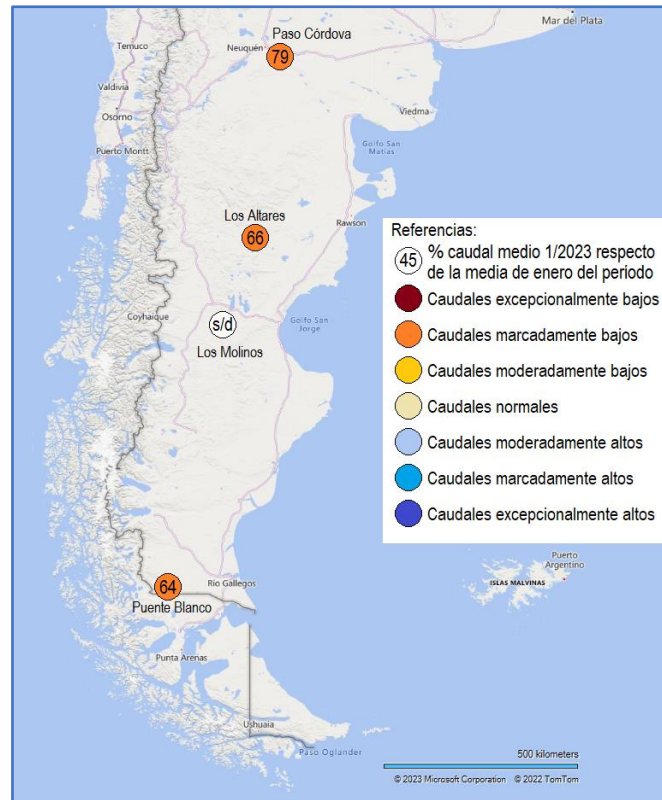 Paso Córdova
Mar del Plata
Temuco
Neuquén
79
Valdivia
Osorno
Viedma
Puerto Montt
Golfo San
Matías
Los Altares
66
Rawson
Referencias:
45 % caudal medio 1/2023 respecto
de la media de enero del período
Caudales excepcionalmente bajos
Caudales marcadamente bajos
Caudales moderadamente bajos
Caudales normales
Caudales moderadamente altos
Caudales marcadamente altos
Caudales excepcionalmente altos
Coyhaique
s/d
Golfo San
Jorge
Los Molinos
Puerto
Argentino
ISLAS MALVINAS
64
Río Gallegos
Puente Blanco
Punta Arenas
Ushuaia
Paso Oglander
500 kilometers
© 2023 Microsoft Corporation © 2022 TomTom